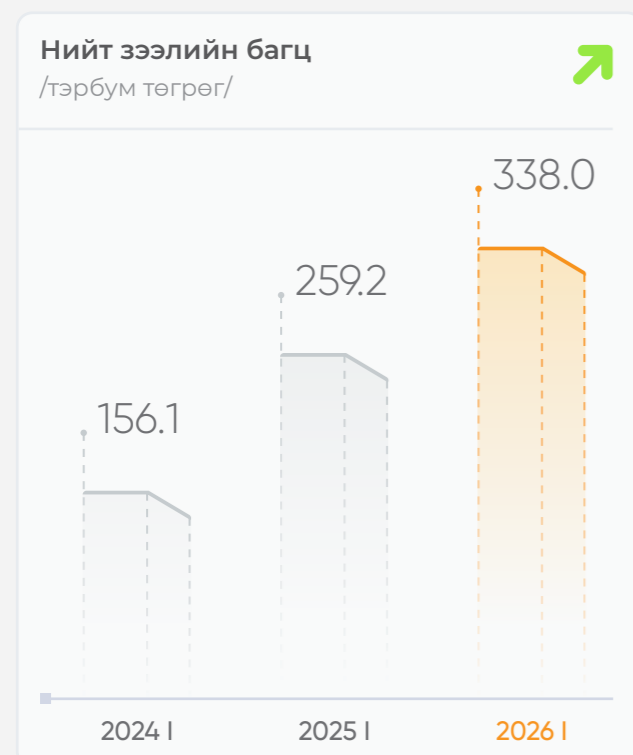 Нийт зээлийн багц
/тэрбум төгрөг/
338.0
259.2
156.1
2024 I
2025 I
2026 I